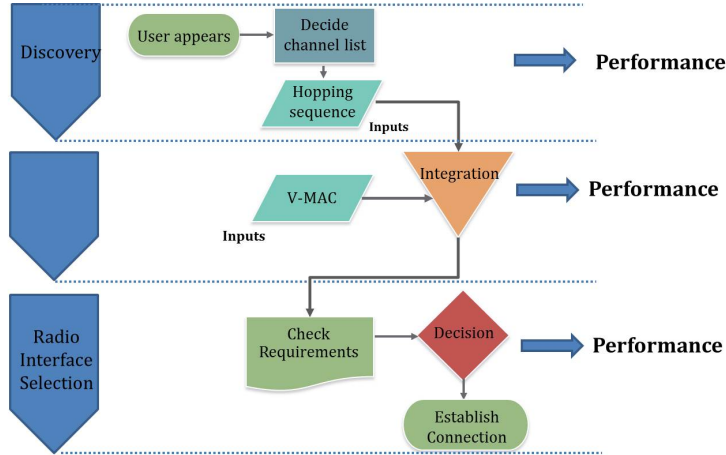 Discovery
User appears
Decide
channel list
Performance
Hopping
sequence
Inputs
Integration
Performance
V-MAC
Inputs
Radio
Interface
Selection
Check
Requirements
Decision
Performance
Establish
Connection